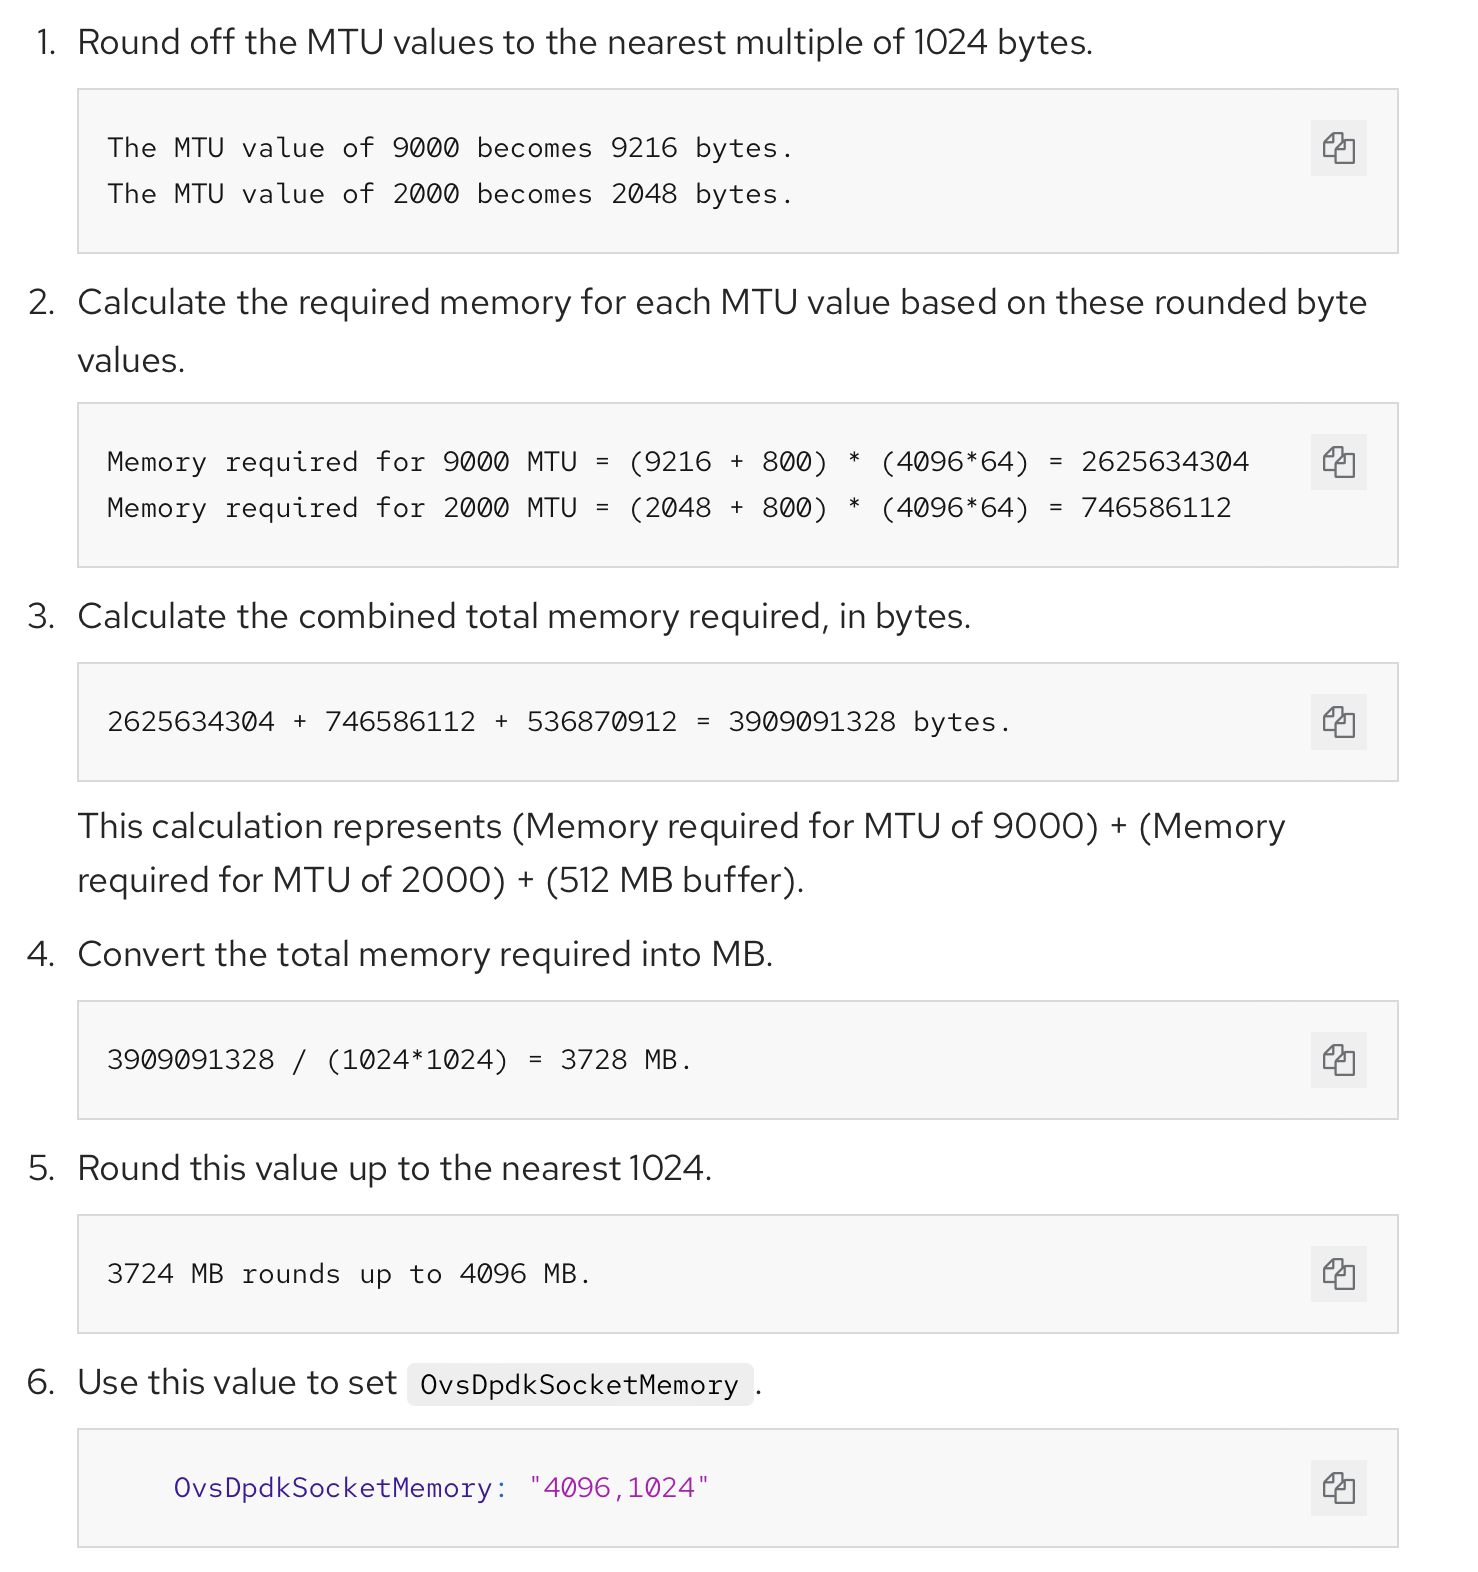 1. Round off the MTU values to the nearest multiple of 1024 bytes.
The MTU value of 9000 becomes 9216 bytes.
The MTU value of 2000 becomes 2048 bytes.
2. Calculate the required memory for each MTU value based on these rounded byte
values.
Memory required for 9000 MTU = (9216 + 800) * (4096*64) = 2625634304
Memory required for 2000 MTU = (2048 + 800) * (4096*64) = 746586112
3. Calculate the combined total memory required, in bytes.
2625634304 + 746586112 + 536870912 = 3909091328 bytes.
This calculation represents (Memory required for MTU of 9000) + (Memory
required for MTU of 2000) + (512 MB buffer).
4. Convert the total memory required into MB.
3909091328 / (1024*1024) = 3728 MB.
5. Round this value up to the nearest 1024.
3724 MB rounds up to 4096 MB.
6. Use this value to set OvsDpdkSocketMemory.
OvsDpdkSocketMemory: "4096,1024"